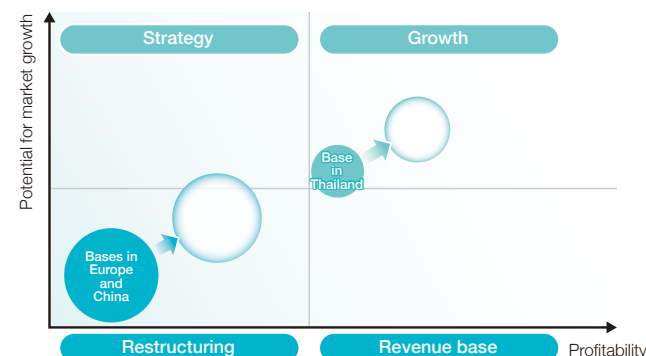 Potential for market growth
Strategy
Growth
Base
in
Thailand
Bases in
Europe
and
China
Restructuring
Revenue base
Profitability